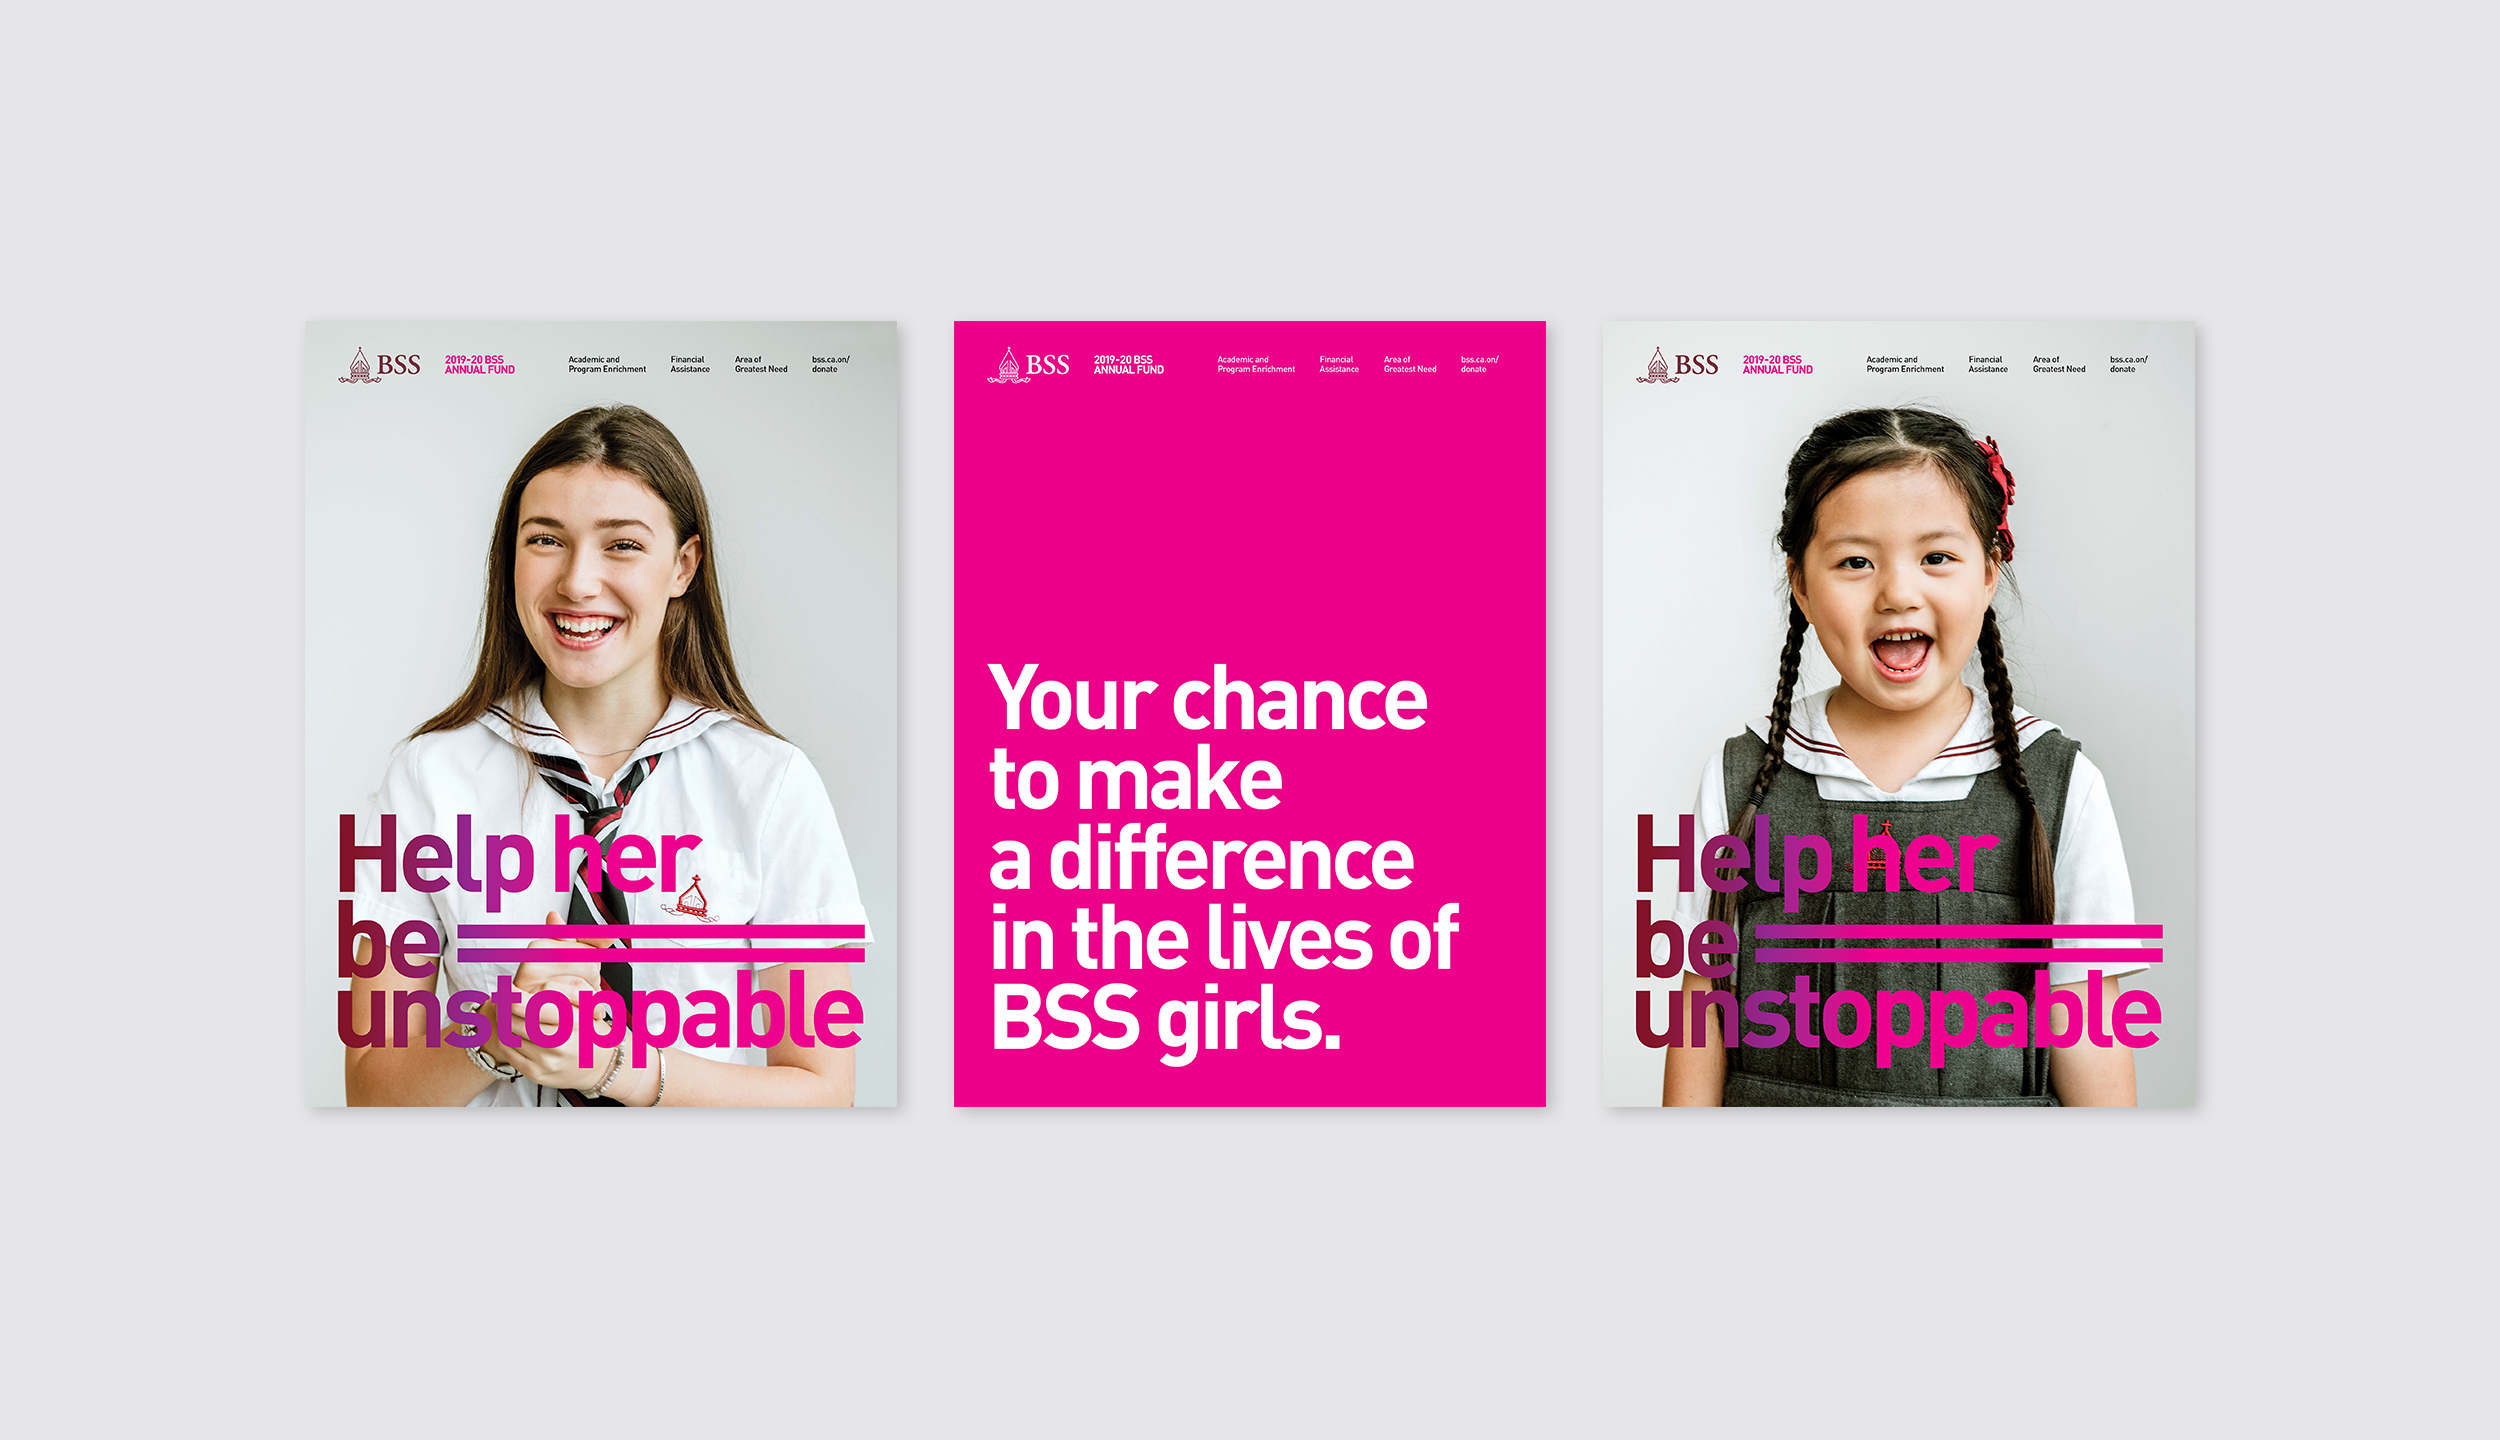 BSS
2019-20 BSS
ANNUAL FUND
Academic and
Program Enrichment
Financial
Assistance
Area of
Greatest Need
bss.ca.on/
donate
Help her
be
unstoppable
BSS
2019-20 BSS
ANNUAL FUND
Academic and
Program Enrichment
Financial
Assistance
Area of
Greatest Need
bss.ca.on/
donate
Your chance
to make
a difference
in the lives of
BSS girls.
BSS
2019-20 BSS
ANNUAL FUND
Academic and
Program Enrichment
Financial
Assistance
Area of
Greatest Need
bss.ca.on/
donate
Help her
be
unstoppable